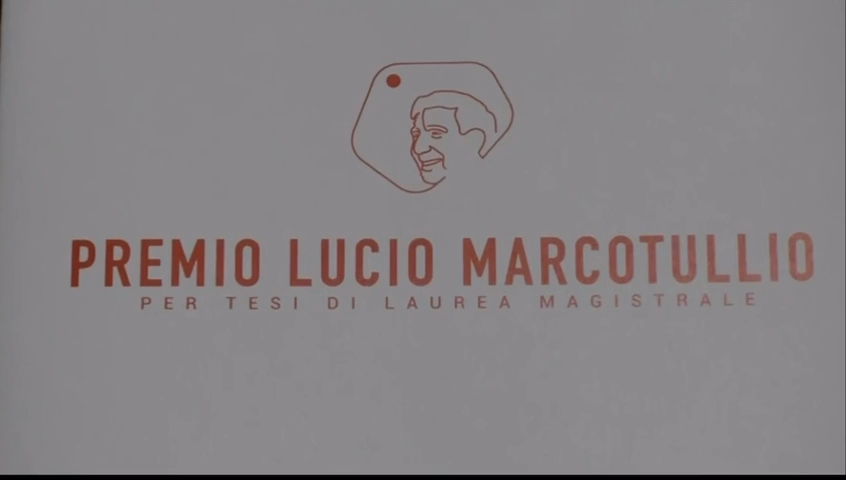 PREMIO LUCIO MARCOTULLIO
PER TESI DI LAUREA MAGISTRALE